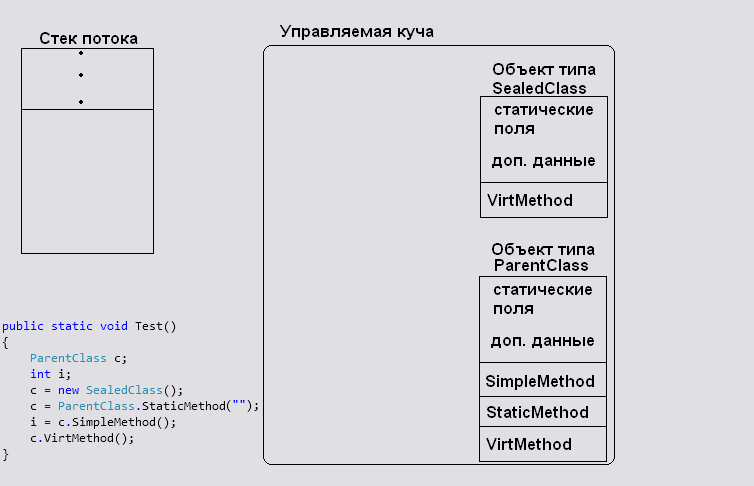 Стек потока
Управляемая куча
Объект типа
SealedClass
статические
поля
доп. данные
VirtMethod
Объект типа
ParentClass
статические
поля
доп. данные
SimpleMethod
StaticMethod
VirtMethod
public static void Test()
{
    ParentClass c;
    int i;
    c = new SealedClass();
    c = ParentClass.StaticMethod("");
    i = c.SimpleMethod();
    c.VirtMethod();
}